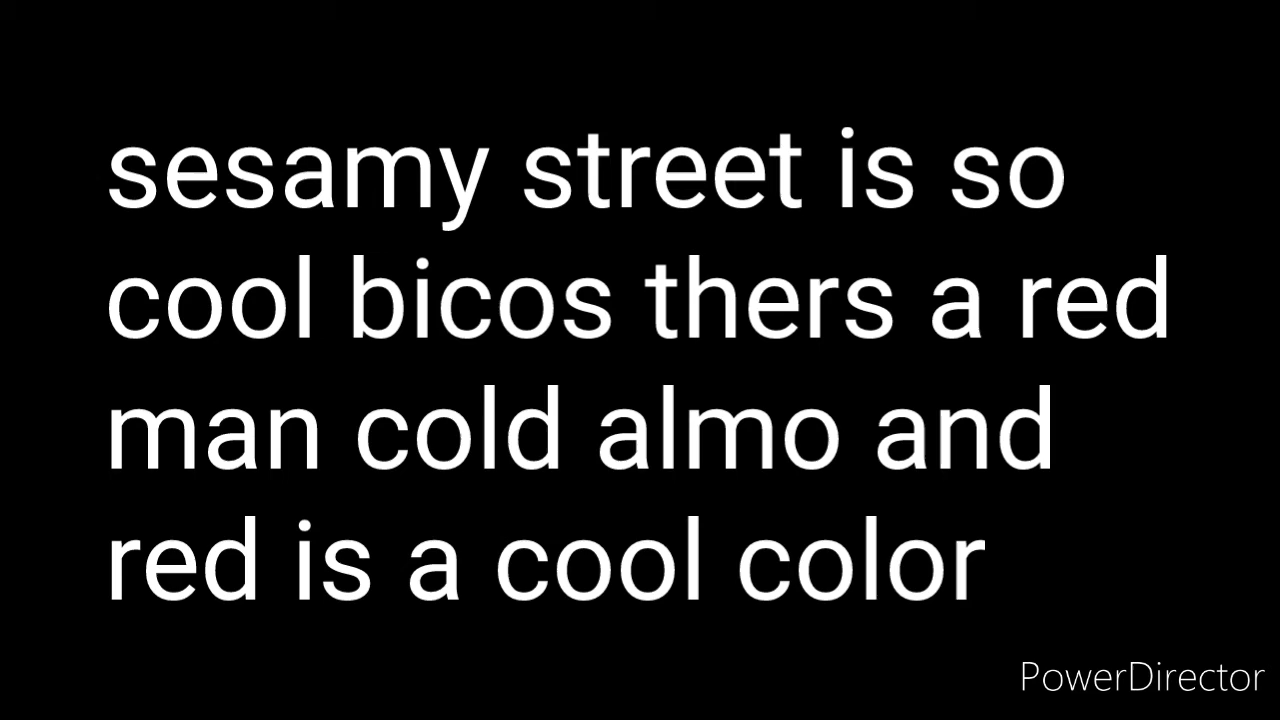 sesamy street is so
cool bicos thers a red
man cold almo and
red is a cool color
PowerDirector